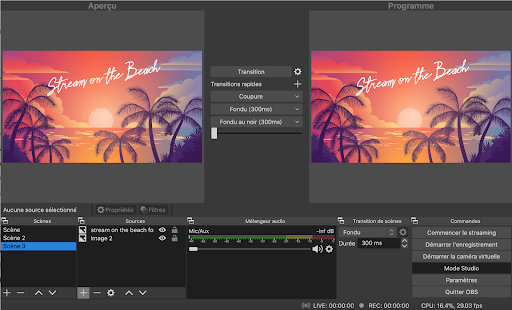 Aperçu
Programme
Stream on the Beach
Stream on the Beach
Transition
Transitions rapides
Coupure
Fondu (300ms)
Fondu au noir (300ms)
Aucune source sélectionné
Propriétés
Filtres
Scènes
Sources
Mélangeur audio
Transition de scènes
Commandes
Scène
Scène 2
Scène 3
stream on the beach fo
Image 2
Mic/Aux
-inf dB
Fondu
Durée
300 ms
Commencer le streaming
Démarrer l'enregistrement
Démarrer la caméra virtuelle
Mode Studio
Paramètres
Quitter OBS
LIVE: 00:00:00
REC: 00:00:00
CPU: 16.4%, 29.03 fps